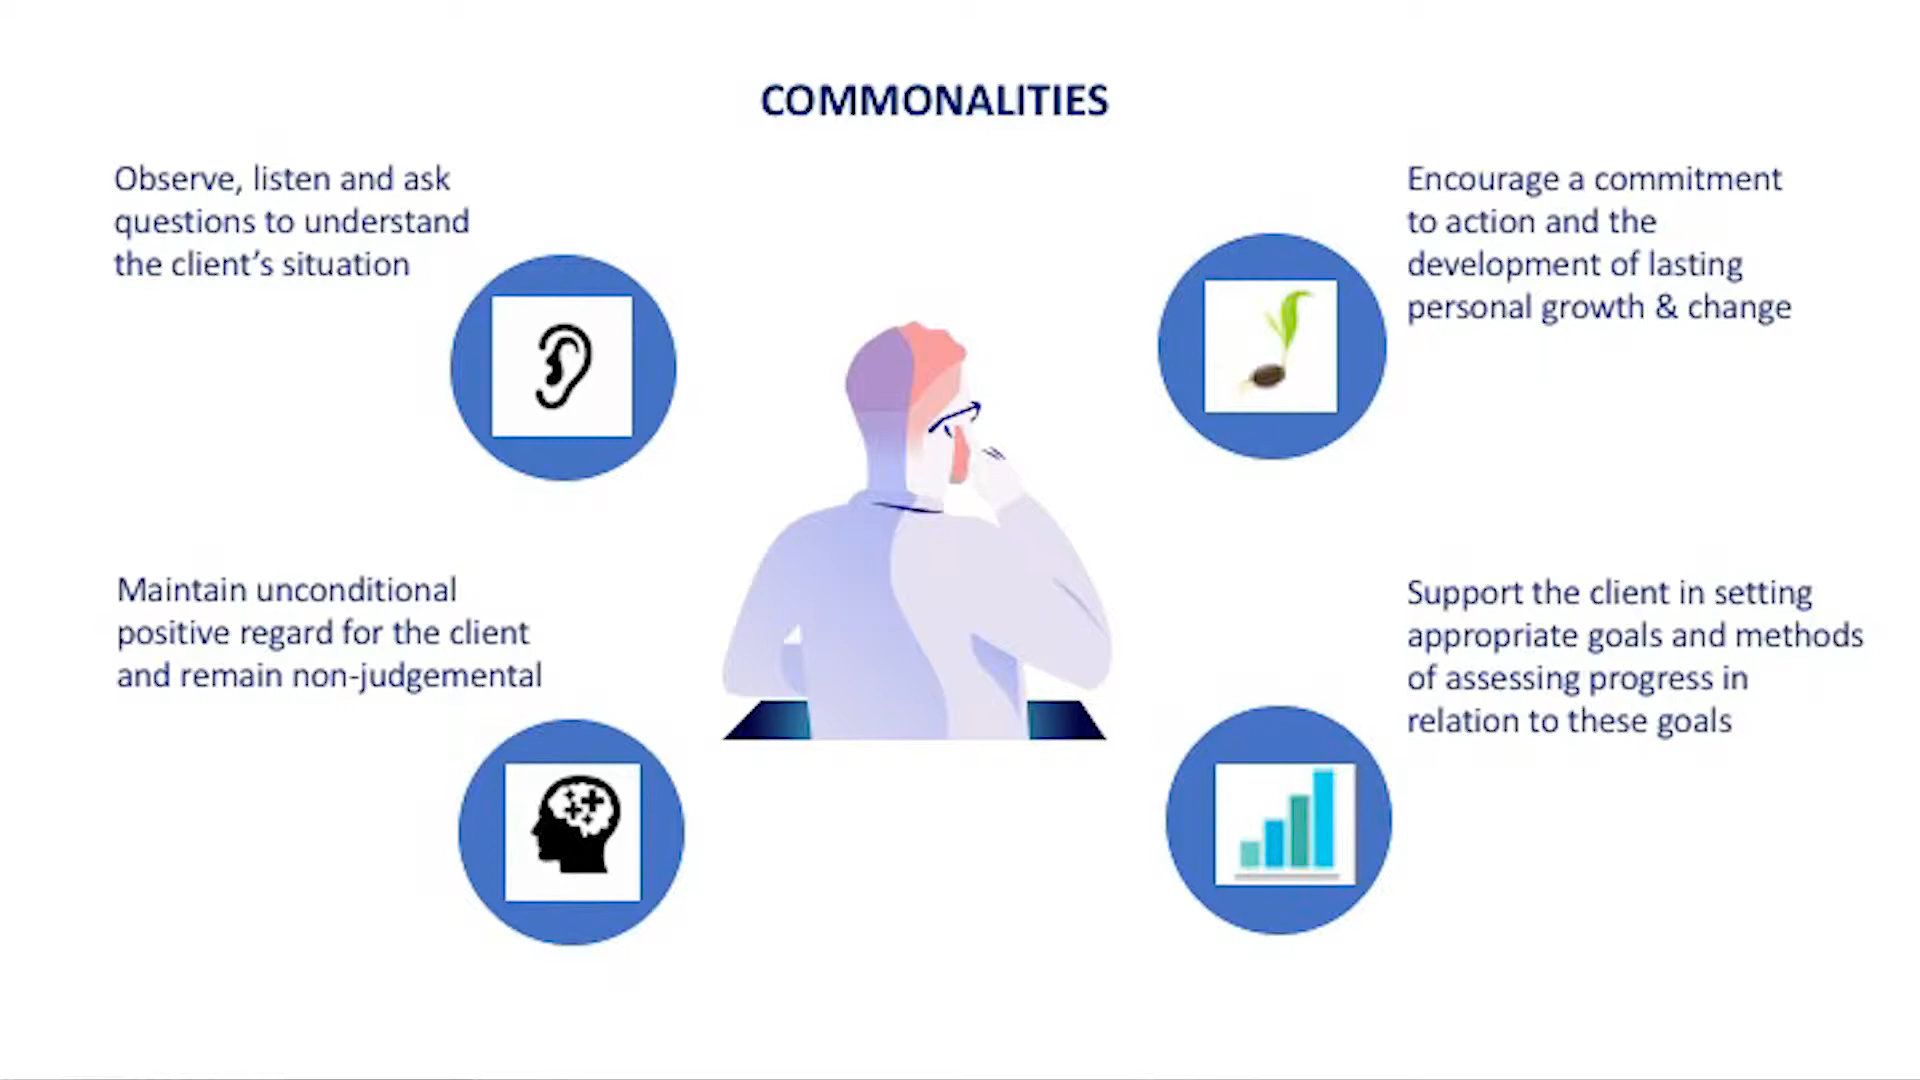 COMMONALITIES
Observe, listen and ask
questions to understand
the client's situation
Encourage a commitment
to action and the
development of lasting
personal growth & change
Maintain unconditional
positive regard for the client
and remain non-judgemental
Support the client in setting
appropriate goals and methods
of assessing progress in
relation to these goals